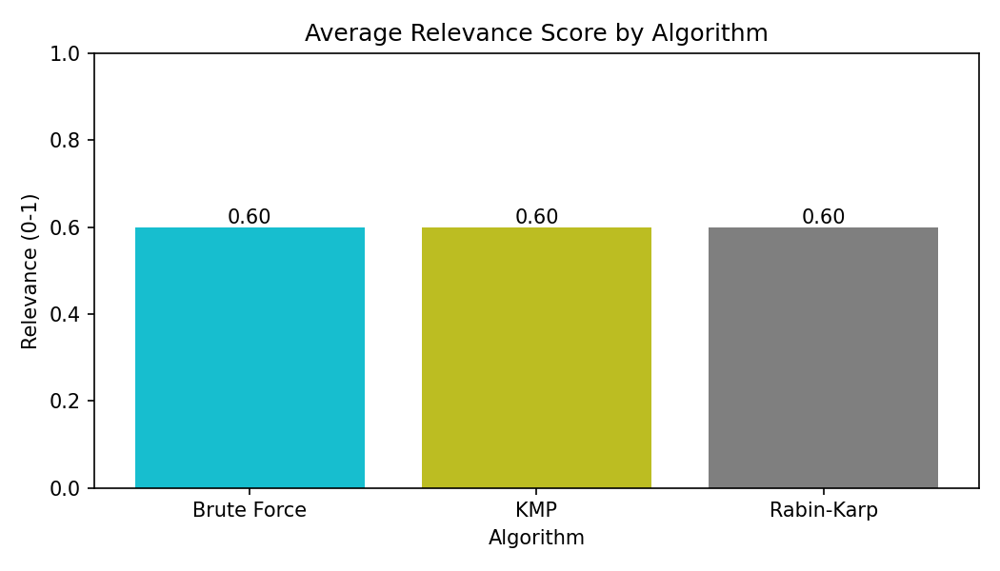 Average Relevance Score by Algorithm
Relevance (0-1)
1.0
0.8
0.6
0.4
0.2
0.0
0.60 0.60 0.60
Brute Force KMP Rabin-Karp
Algorithm